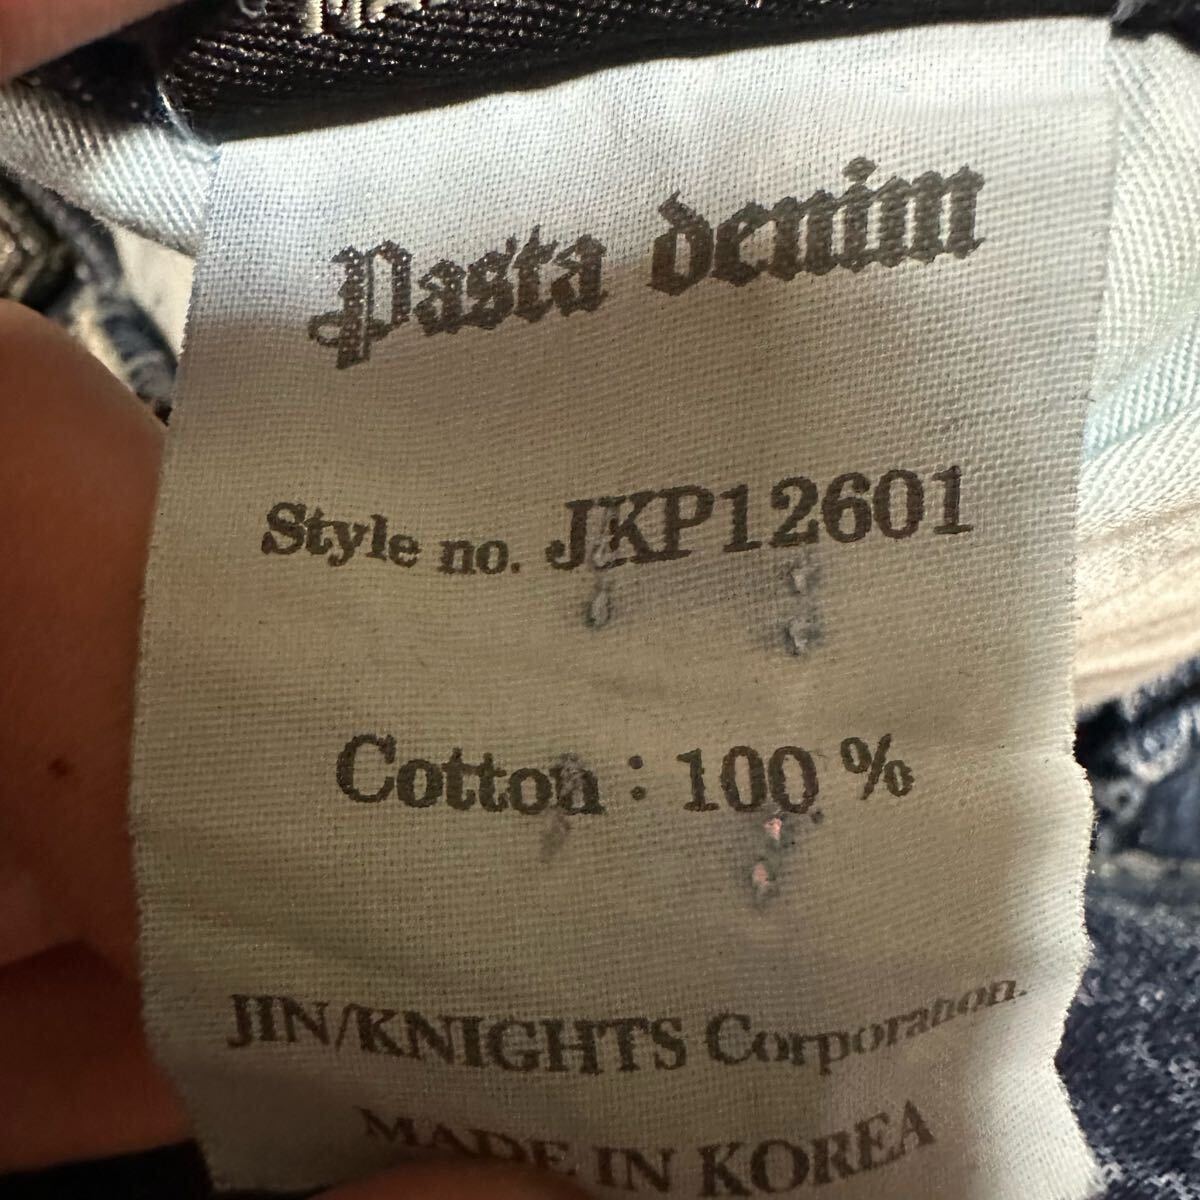 Pasta denim
Style no. JKP12601
Cotton : 100 %
JIN/KNIGHTS Corporation.
MADE IN KOREA